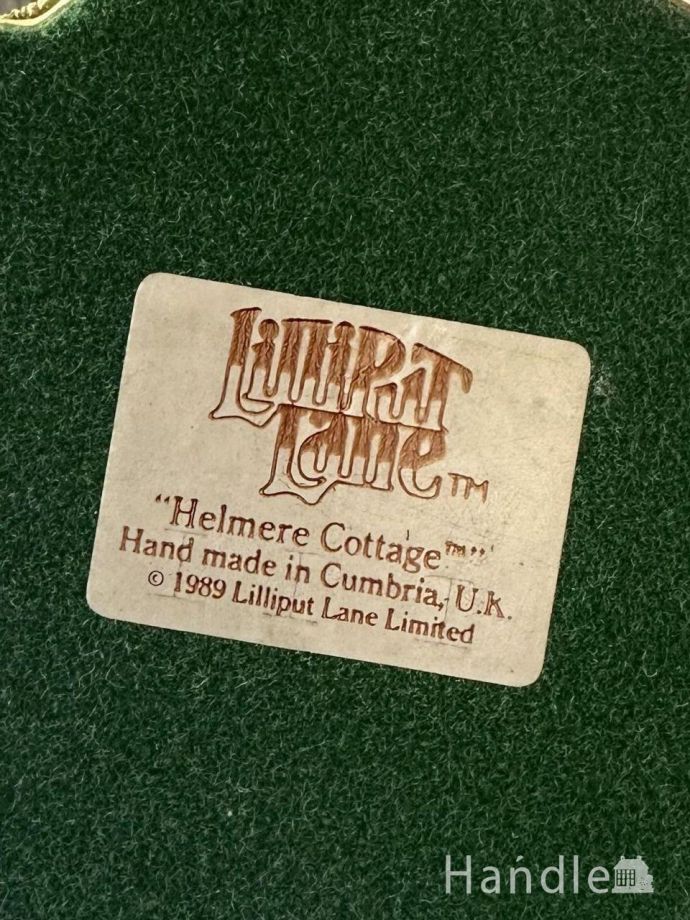 Lilliput
Lane™
"Helmere Cottage™"
Hand made in Cumbria, U.K.
© 1989 Lilliput Lane Limited
Handle